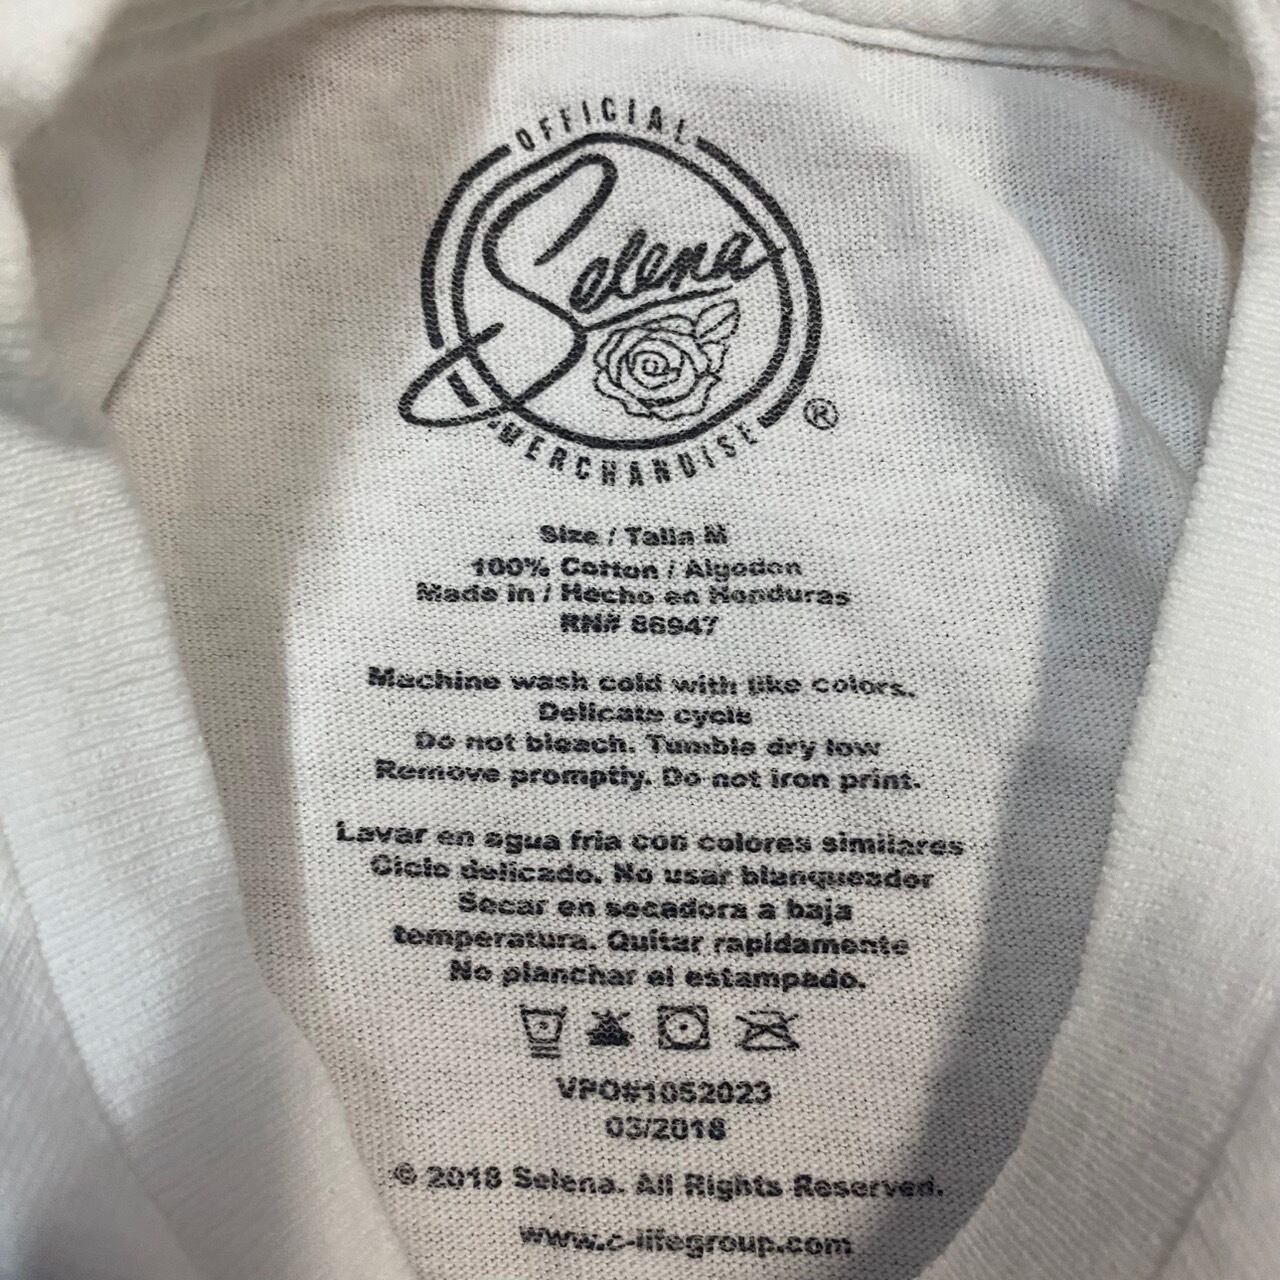 OFFICIAL
Selena
MERCHANDISE
®
Size / Talla M
100% Cotton / Algodon
Made in / Hecho en Honduras
RN# 86947
Machine wash cold with like colors.
Delicate cycle
Do not bleach. Tumble dry low
Remove promptly. Do not iron print.
Lavar en agua fria con colores similares
Ciclo delicado. No usar blanqueador
Secar en secadora a baja
temperatura. Quitar rapidamente
No planchar el estampado.
VPO#1052023
03/2018
© 2018 Selena. All Rights Reserved.
www.c-lifegroup.com